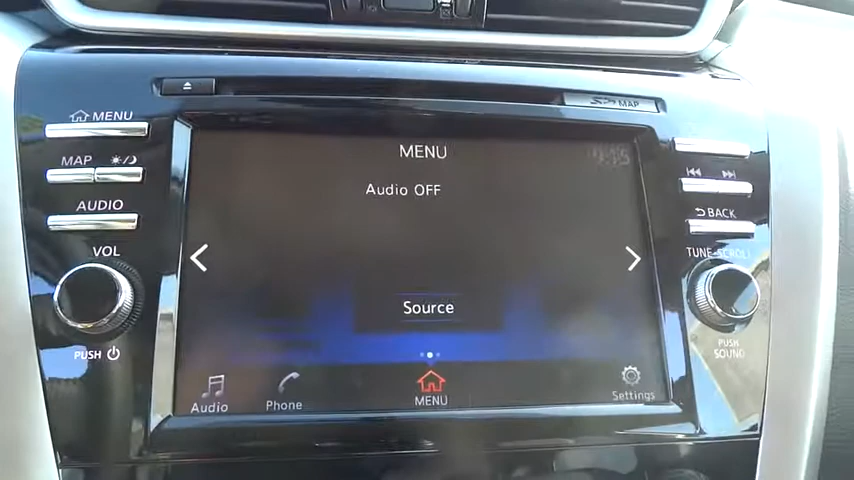 MAP
MENU
MAP
AUDIO
VOL
PUSH
MENU
Audio OFF
Source
Audio
Phone
MENU
Settings
BACK
TUNE·SCROLL
PUSH
SOUND